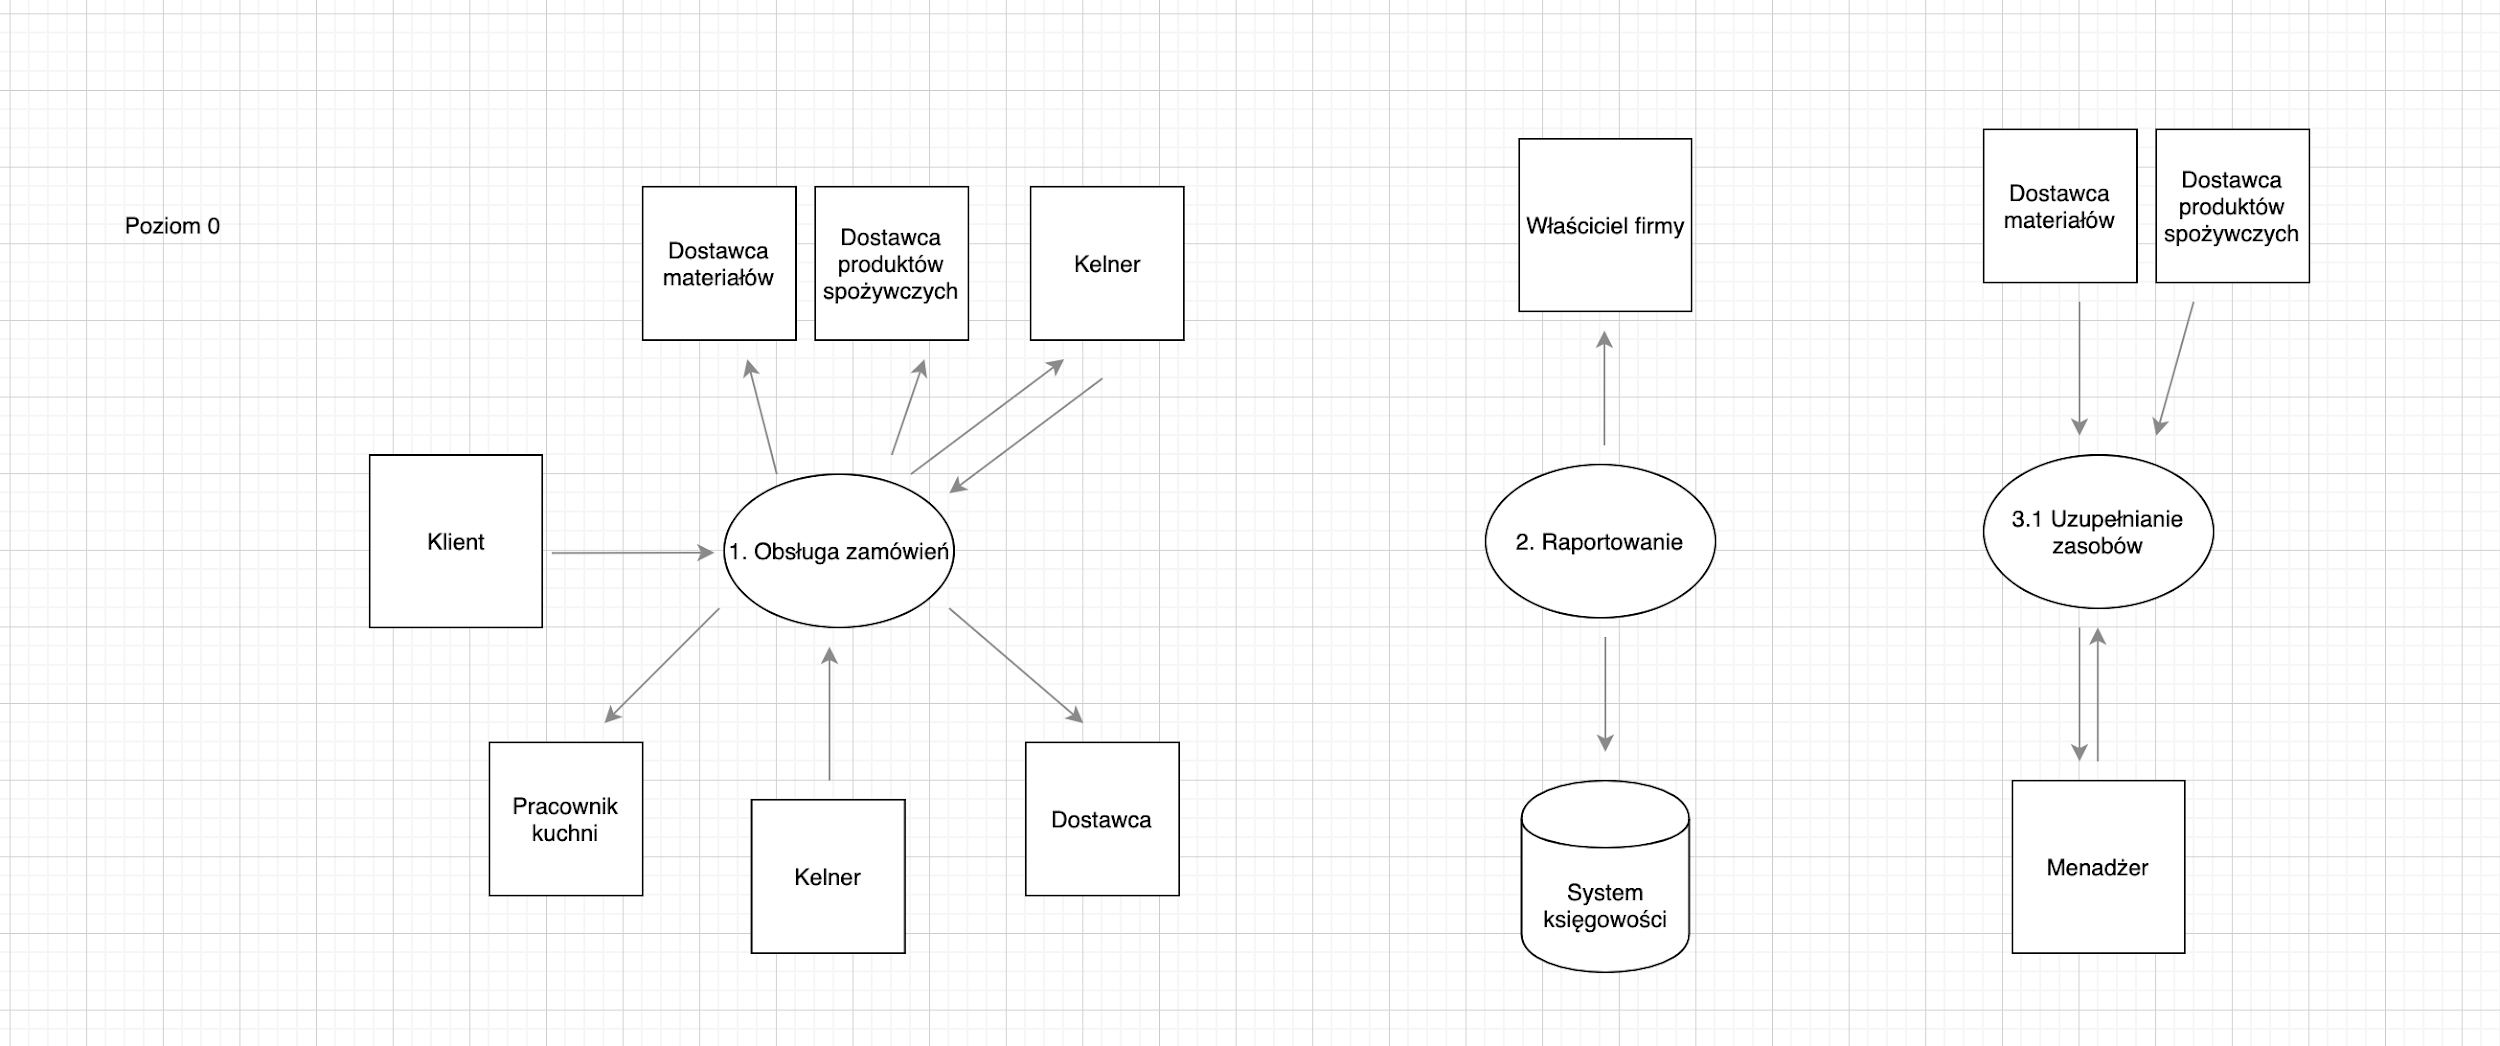 Poziom 0
Dostawca
materiałów
Dostawca
produktów
spożywczych
Kelner
Klient
1. Obsługa zamówień
Pracownik
kuchni
Kelner
Dostawca
Właściciel firmy
2. Raportowanie
System
księgowości
Dostawca
materiałów
Dostawca
produktów
spożywczych
3.1 Uzupełnianie
zasobów
Menadżer